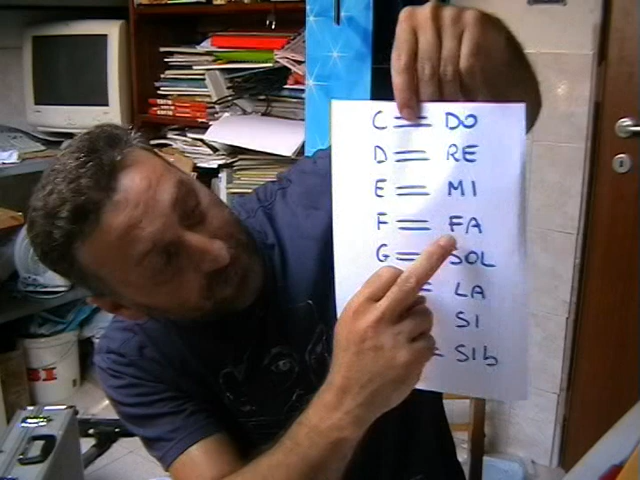 C = DO
D = RE
E = MI
F = FA
G = SOL
= LA
SI
= SIb